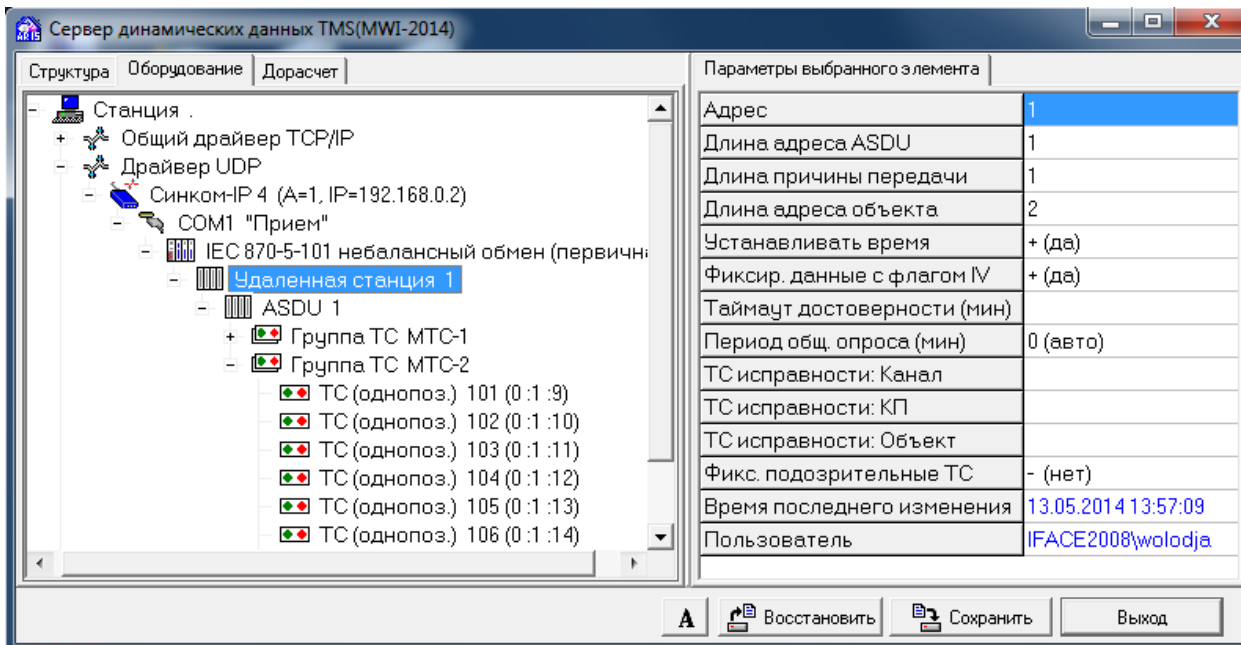 Сервер динамических данных TMS(MWI-2014)
Структура Оборудование Дорасчет
Станция .
Общий драйвер TCP/IP
Драйвер UDP
Синком-IP 4 (A=1, IP=192.168.0.2)
COM1 "Прием"
IEC 870-5-101 небалансный обмен (первичн
Удаленная станция 1
ASDU 1
Группа ТС МТС-1
Группа ТС МТС-2
ТС (однопоз.) 101 (0 :1 :9)
ТС (однопоз.) 102 (0 :1 :10)
ТС (однопоз.) 103 (0 :1 :11)
ТС (однопоз.) 104 (0 :1 :12)
ТС (однопоз.) 105 (0 :1 :13)
ТС (однопоз.) 106 (0 :1 :14)
Параметры выбранного элемента
Адрес 1
Длина адреса ASDU 1
Длина причины передачи 1
Длина адреса объекта 2
Устанавливать время + (да)
Фиксир. данные с флагом IV + (да)
Таймаут достоверности (мин)
Период общ. опроса (мин) 0 (авто)
ТС исправности: Канал
ТС исправности: КП
ТС исправности: Объект
Фикс. подозрительные ТС - (нет)
Время последнего изменения 13.05.2014 13:57:09
Пользователь IFACE2008\wolodja
A Восстановить Сохранить Выход